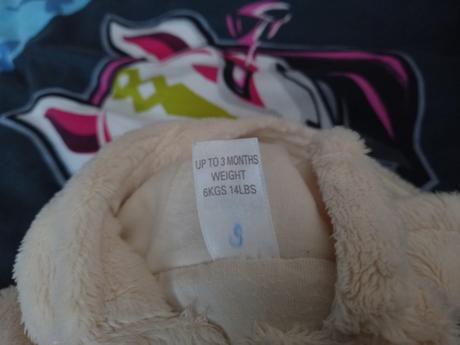 UP TO 3 MONTHS
WEIGHT
6KGS 14LBS
S